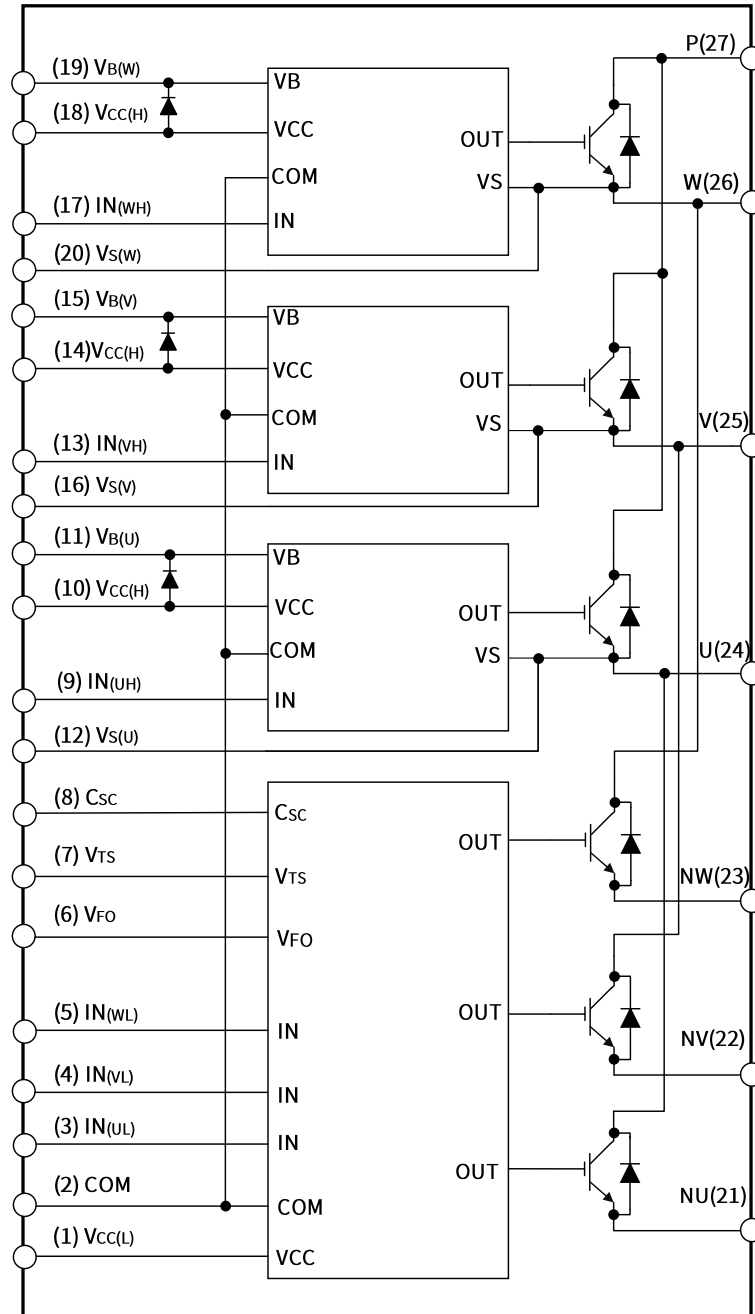 P(27)
(19) VB(W)
VB
(18) VCC(H)
VCC
OUT
COM
VS
W(26)
(17) IN(WH)
IN
(20) VS(W)
(15) VB(V)
VB
(14)VCC(H)
VCC
OUT
COM
VS
V(25)
(13) IN(VH)
IN
(16) VS(V)
(11) VB(U)
VB
(10) VCC(H)
VCC
OUT
COM
VS
U(24)
(9) IN(UH)
IN
(12) VS(U)
(8) CSC
CSC
OUT
(7) VTS
VTS
NW(23)
(6) VFO
VFO
(5) IN(WL)
IN
OUT
NV(22)
(4) IN(VL)
IN
(3) IN(UL)
IN
OUT
(2) COM
COM
NU(21)
(1) VCC(L)
VCC